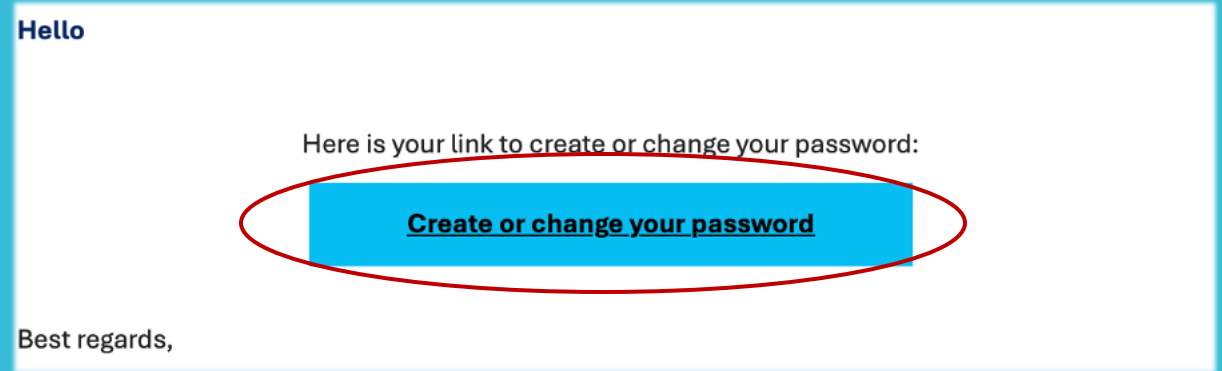 Hello
Here is your link to create or change your password:
Create or change your password
Best regards,